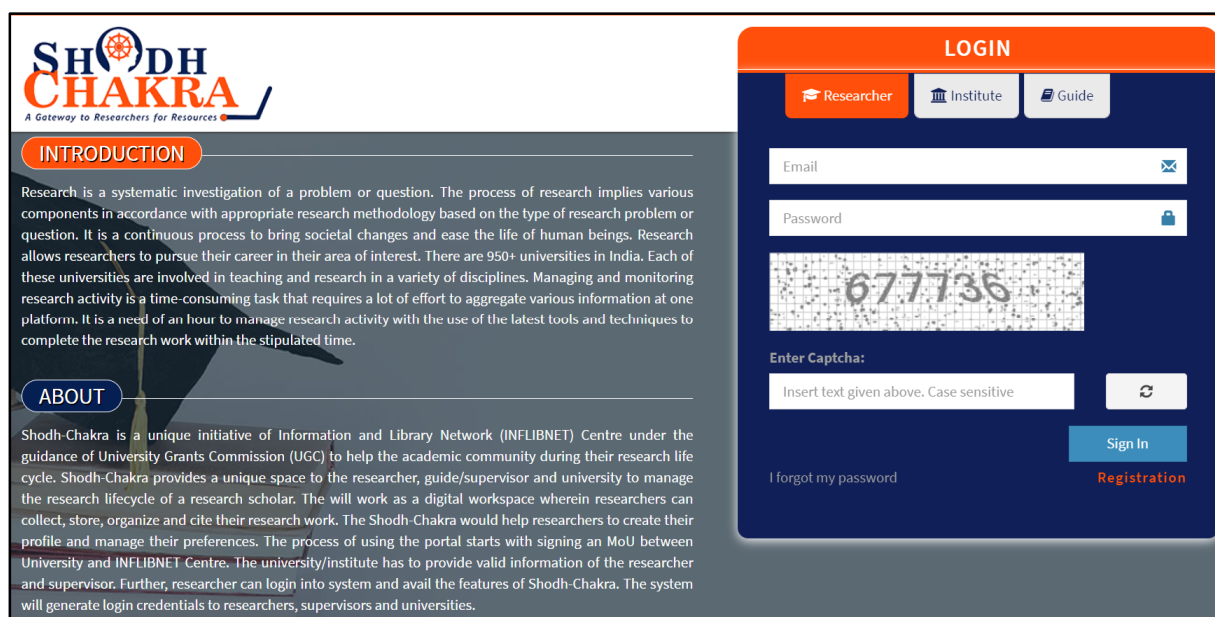 SHODH
CHAKRA
A Gateway to Researchers for Resources
INTRODUCTION
Research is a systematic investigation of a problem or question. The process of research implies various
components in accordance with appropriate research methodology based on the type of research problem or
question. It is a continuous process to bring societal changes and ease the life of human beings. Research
allows researchers to pursue their career in their area of interest. There are 950+ universities in India. Each of
these universities are involved in teaching and research in a variety of disciplines. Managing and monitoring
research activity is a time-consuming task that requires a lot of effort to aggregate various information at one
platform. It is a need of an hour to manage research activity with the use of the latest tools and techniques to
complete the research work within the stipulated time.
ABOUT
Shodh-Chakra is a unique initiative of Information and Library Network (INFLIBNET) Centre under the
guidance of University Grants Commission (UGC) to help the academic community during their research life
cycle. Shodh-Chakra provides a unique space to the researcher, guide/supervisor and university to manage
the research lifecycle of a research scholar. The will work as a digital workspace wherein researchers can
collect, store, organize and cite their research work. The Shodh-Chakra would help researchers to create their
profile and manage their preferences. The process of using the portal starts with signing an MoU between
University and INFLIBNET Centre. The university/institute has to provide valid information of the researcher
and supervisor. Further, researcher can login into system and avail the features of Shodh-Chakra. The system
will generate login credentials to researchers, supervisors and universities.
LOGIN
Researcher Institute Guide
Email
Password
677736
Enter Captcha:
Insert text given above. Case sensitive
Sign In
I forgot my password Registration